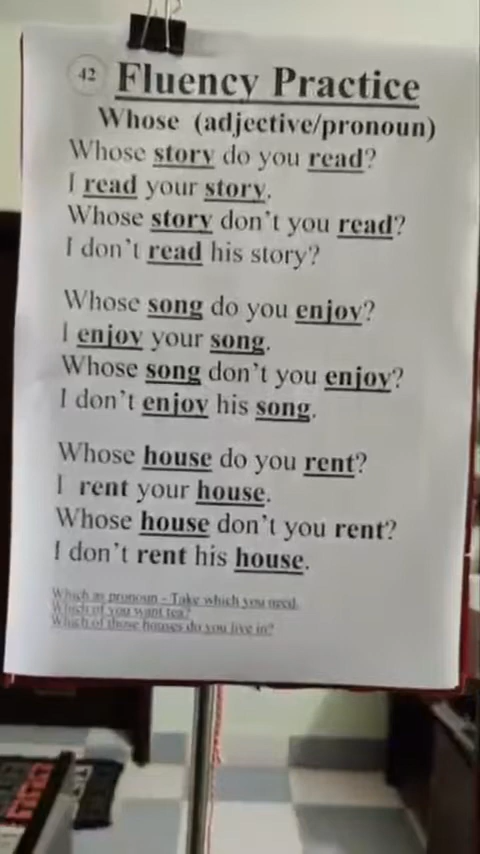 42
Fluency Practice
Whose (adjective/pronoun)
Whose story do you read?
I read your story.
Whose story don't you read?
I don't read his story?
Whose song do you enjoy?
I enjoy your song.
Whose song don't you enjoy?
I don't enjoy his song.
Whose house do you rent?
I rent your house.
Whose house don't you rent?
I don't rent his house.
Which as pronoun - Take which you need.
Which of you want tea?
Which of those houses do you live in?